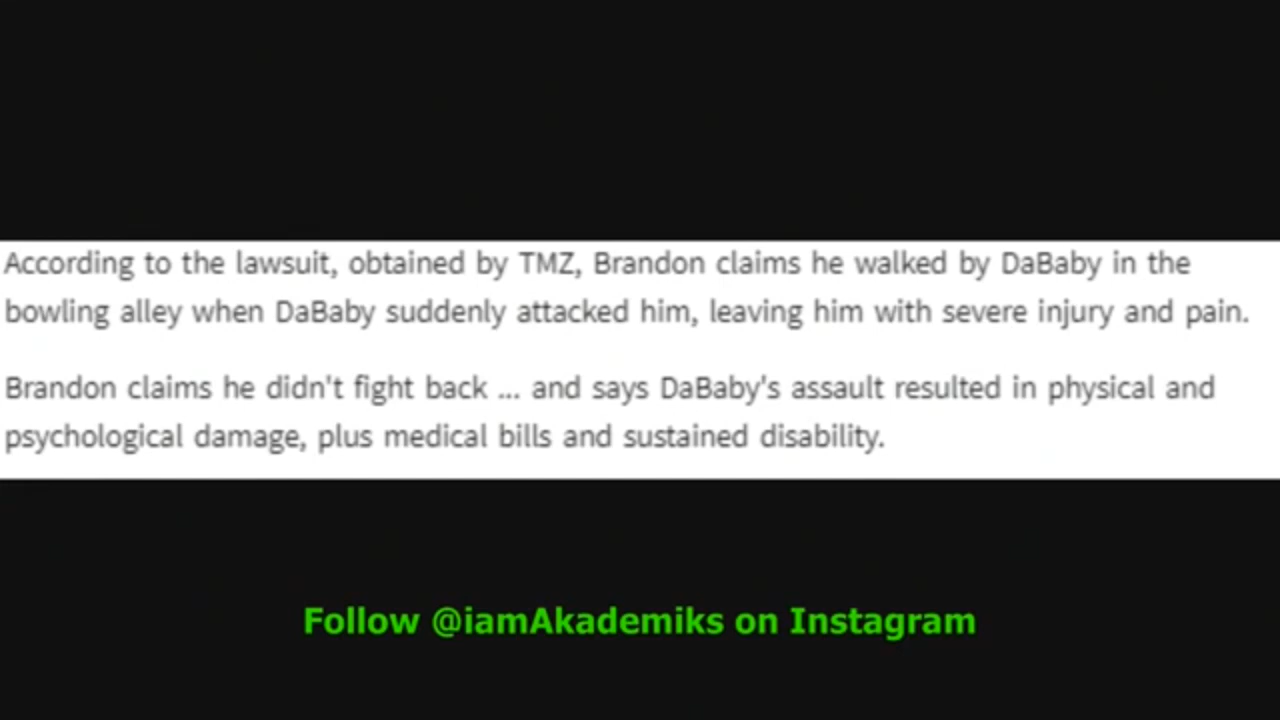 According to the lawsuit, obtained by TMZ, Brandon claims he walked by DaBaby in the
bowling alley when DaBaby suddenly attacked him, leaving him with severe injury and pain.
Brandon claims he didn't fight back ... and says DaBaby's assault resulted in physical and
psychological damage, plus medical bills and sustained disability.
Follow @iamAkademiks on Instagram